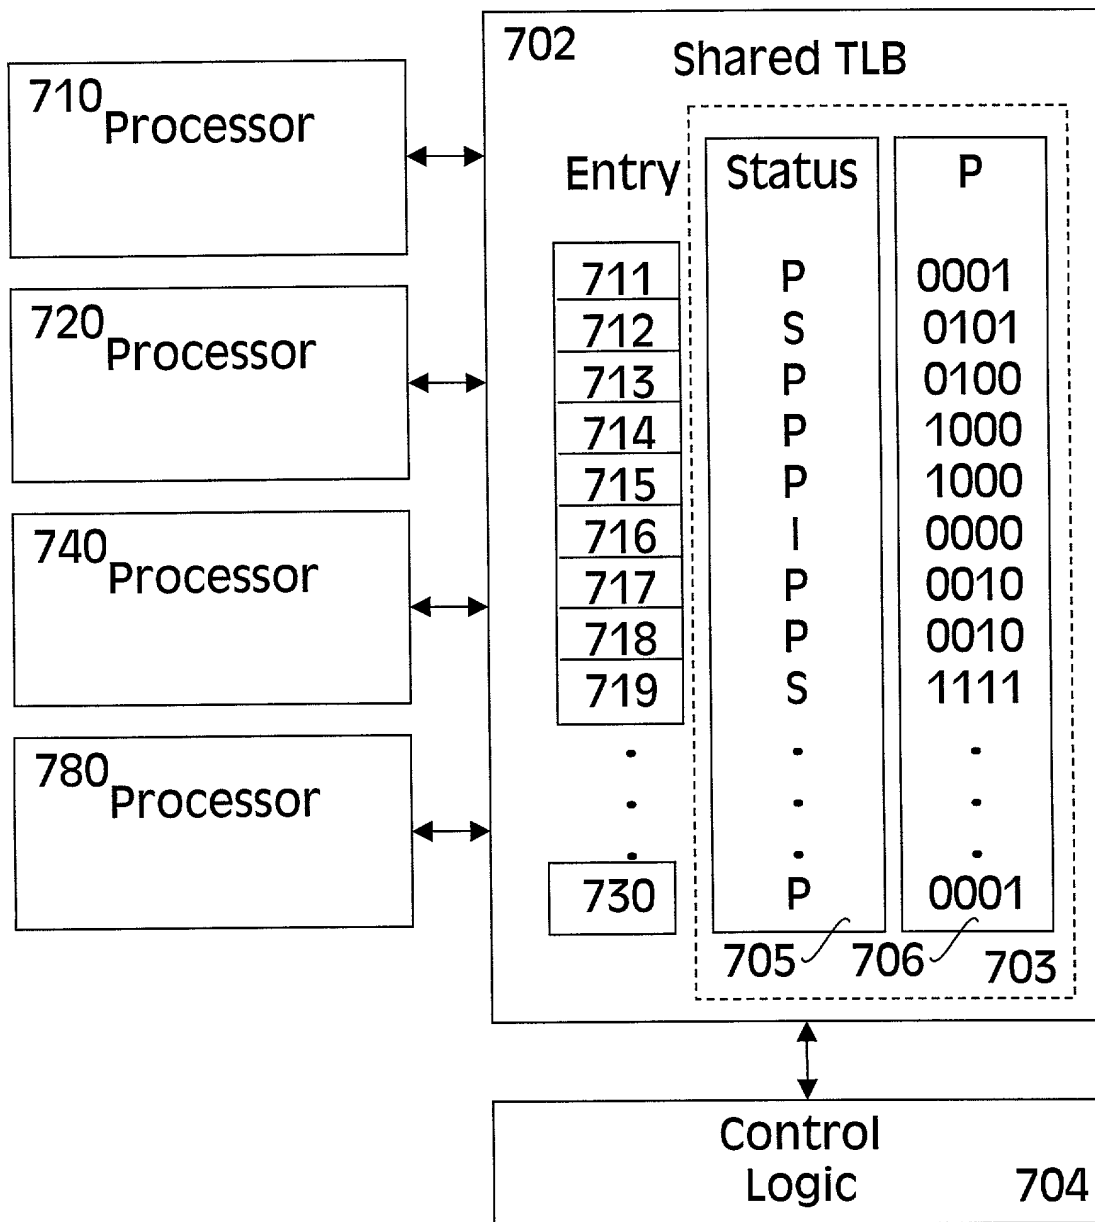 702
Shared TLB
710
Processor
Entry
Status
P
711 P 0001
720
Processor
712 S 0101
713 P 0100
714 P 1000
715 P 1000
740
Processor
716 I 0000
717 P 0010
718 P 0010
719 S 1111
780
Processor
730 P 0001
705
706
703
Control
Logic
704